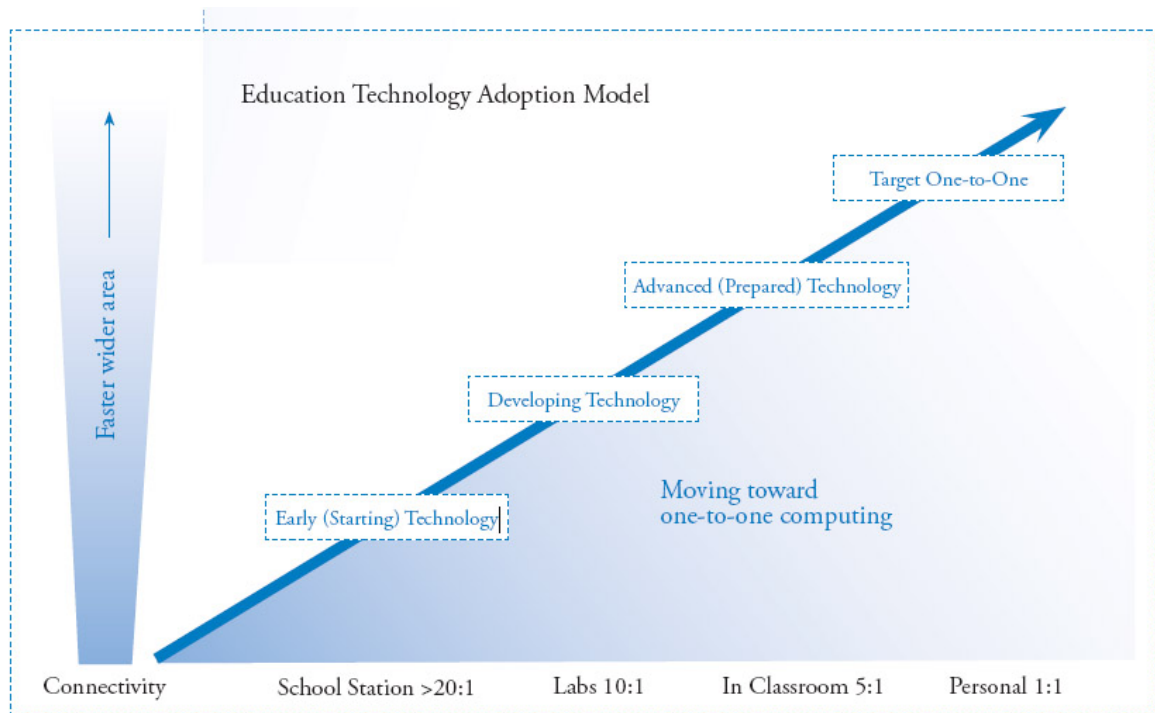 Education Technology Adoption Model
Target One-to-One
Advanced (Prepared) Technology
Faster wider area
Developing Technology
Moving toward
one-to-one computing
Early (Starting) Technology
Connectivity
School Station >20:1
Labs 10:1
In Classroom 5:1
Personal 1:1